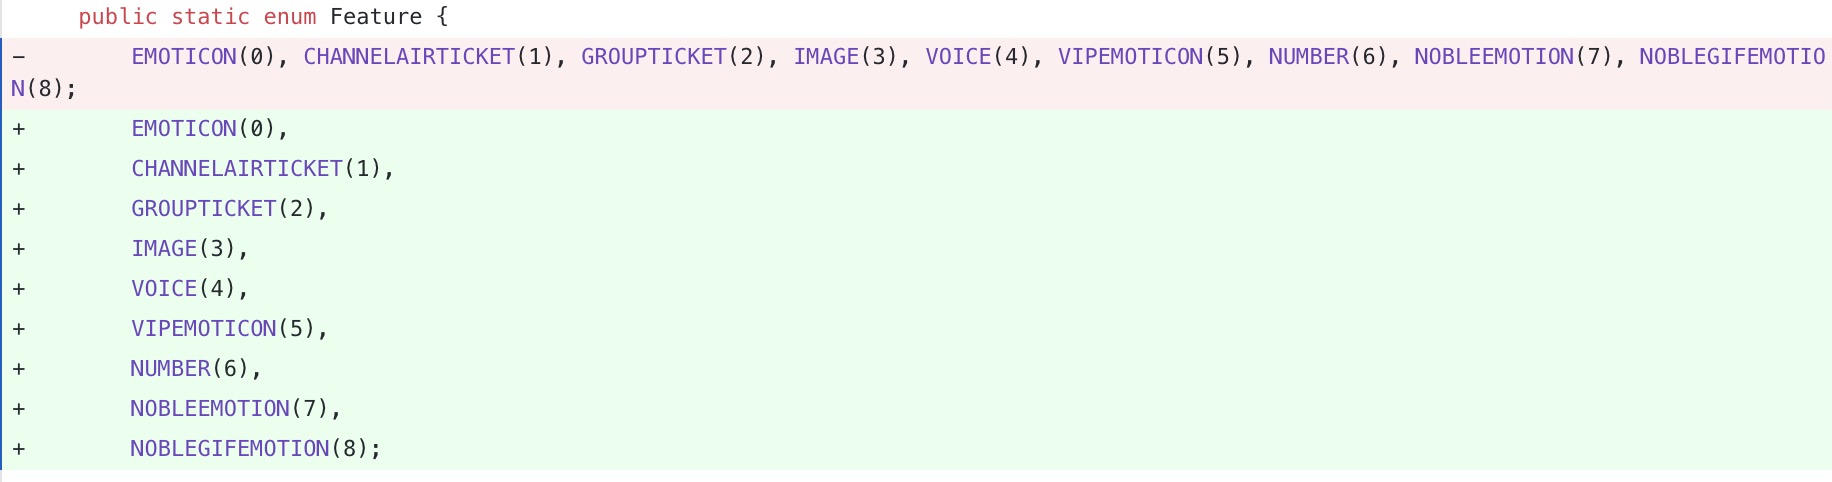 public static enum Feature {
− EMOTICON(0), CHANNELAIRTICKET(1), GROUPTICKET(2), IMAGE(3), VOICE(4), VIPEMOTICON(5), NUMBER(6), NOBLEEMOTION(7), NOBLEGIFEMOTIO
N(8);
+ EMOTICON(0),
+ CHANNELAIRTICKET(1),
+ GROUPTICKET(2),
+ IMAGE(3),
+ VOICE(4),
+ VIPEMOTICON(5),
+ NUMBER(6),
+ NOBLEEMOTION(7),
+ NOBLEGIFEMOTION(8);